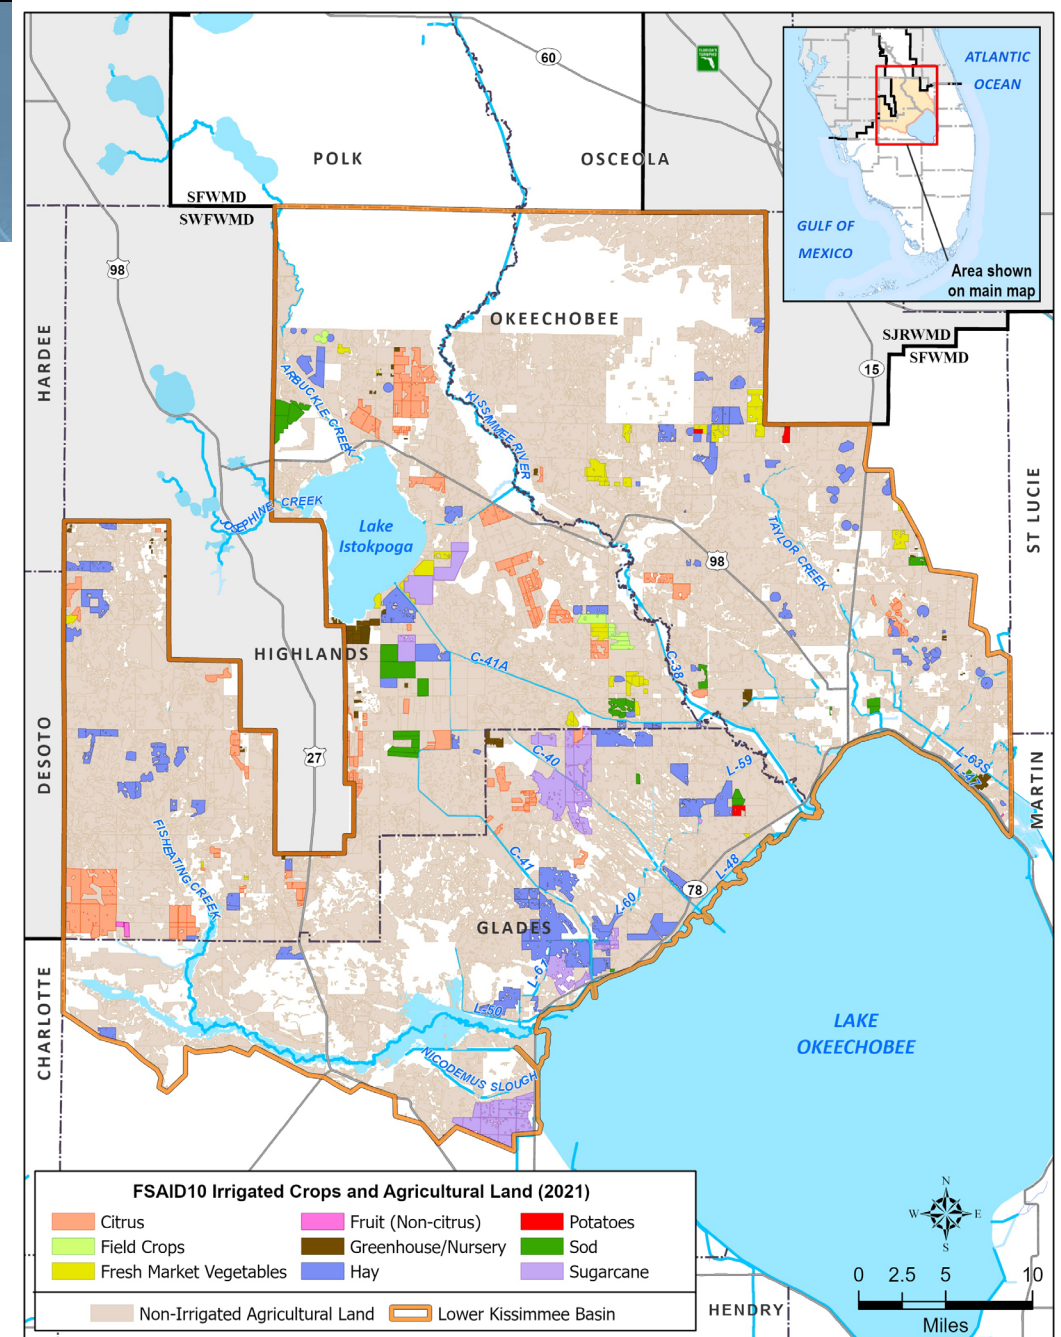 60
FLORIDA'S
TURNPIKE
ATLANTIC
OCEAN
GULF OF
MEXICO
Area shown
on main map
POLK
OSCEOLA
SFWMD
SWFWMD
98
HARDEE
OKEECHOBEE
SJRWMD
SFWMD
15
ARBUCKLE CREEK
KISSIMMEE RIVER
JOSEPHINE CREEK
Lake
Istokpoga
TAYLOR CREEK
ST LUCIE
98
HIGHLANDS
C-41A
C-38
DESOTO
27
C-40
L-59
L-63S
L-47
MARTIN
FISHEATING CREEK
C-41
L-48
78
L-60
GLADES
L-61
L-50
CHARLOTTE
NICODEMUS SLOUGH
LAKE
OKEECHOBEE
FSAID10 Irrigated Crops and Agricultural Land (2021)
Citrus
Fruit (Non-citrus)
Potatoes
Field Crops
Greenhouse/Nursery
Sod
Fresh Market Vegetables
Hay
Sugarcane
Non-Irrigated Agricultural Land
Lower Kissimmee Basin
N
W
E
S
0 2.5 5 10
Miles
HENDRY